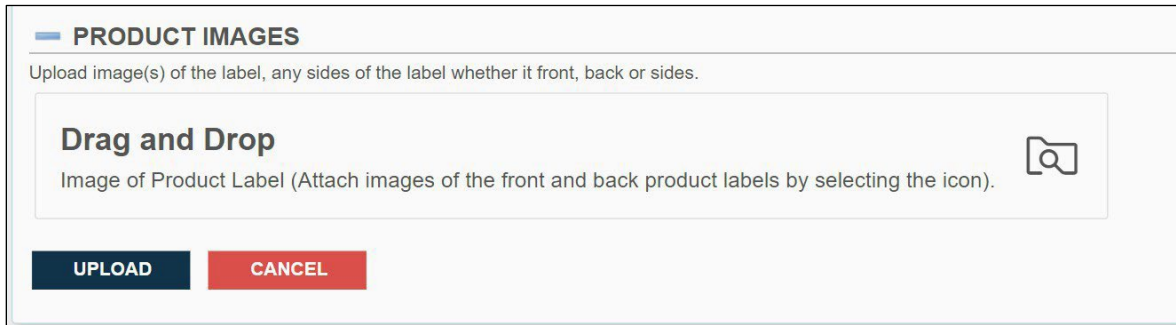 PRODUCT IMAGES
Upload image(s) of the label, any sides of the label whether it front, back or sides.
Drag and Drop
Image of Product Label (Attach images of the front and back product labels by selecting the icon).
UPLOAD CANCEL